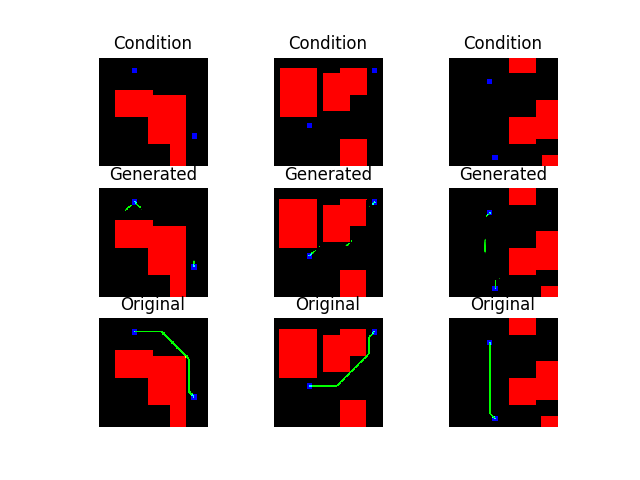 Condition Condition Condition
Generated Generated Generated
Original Original Original